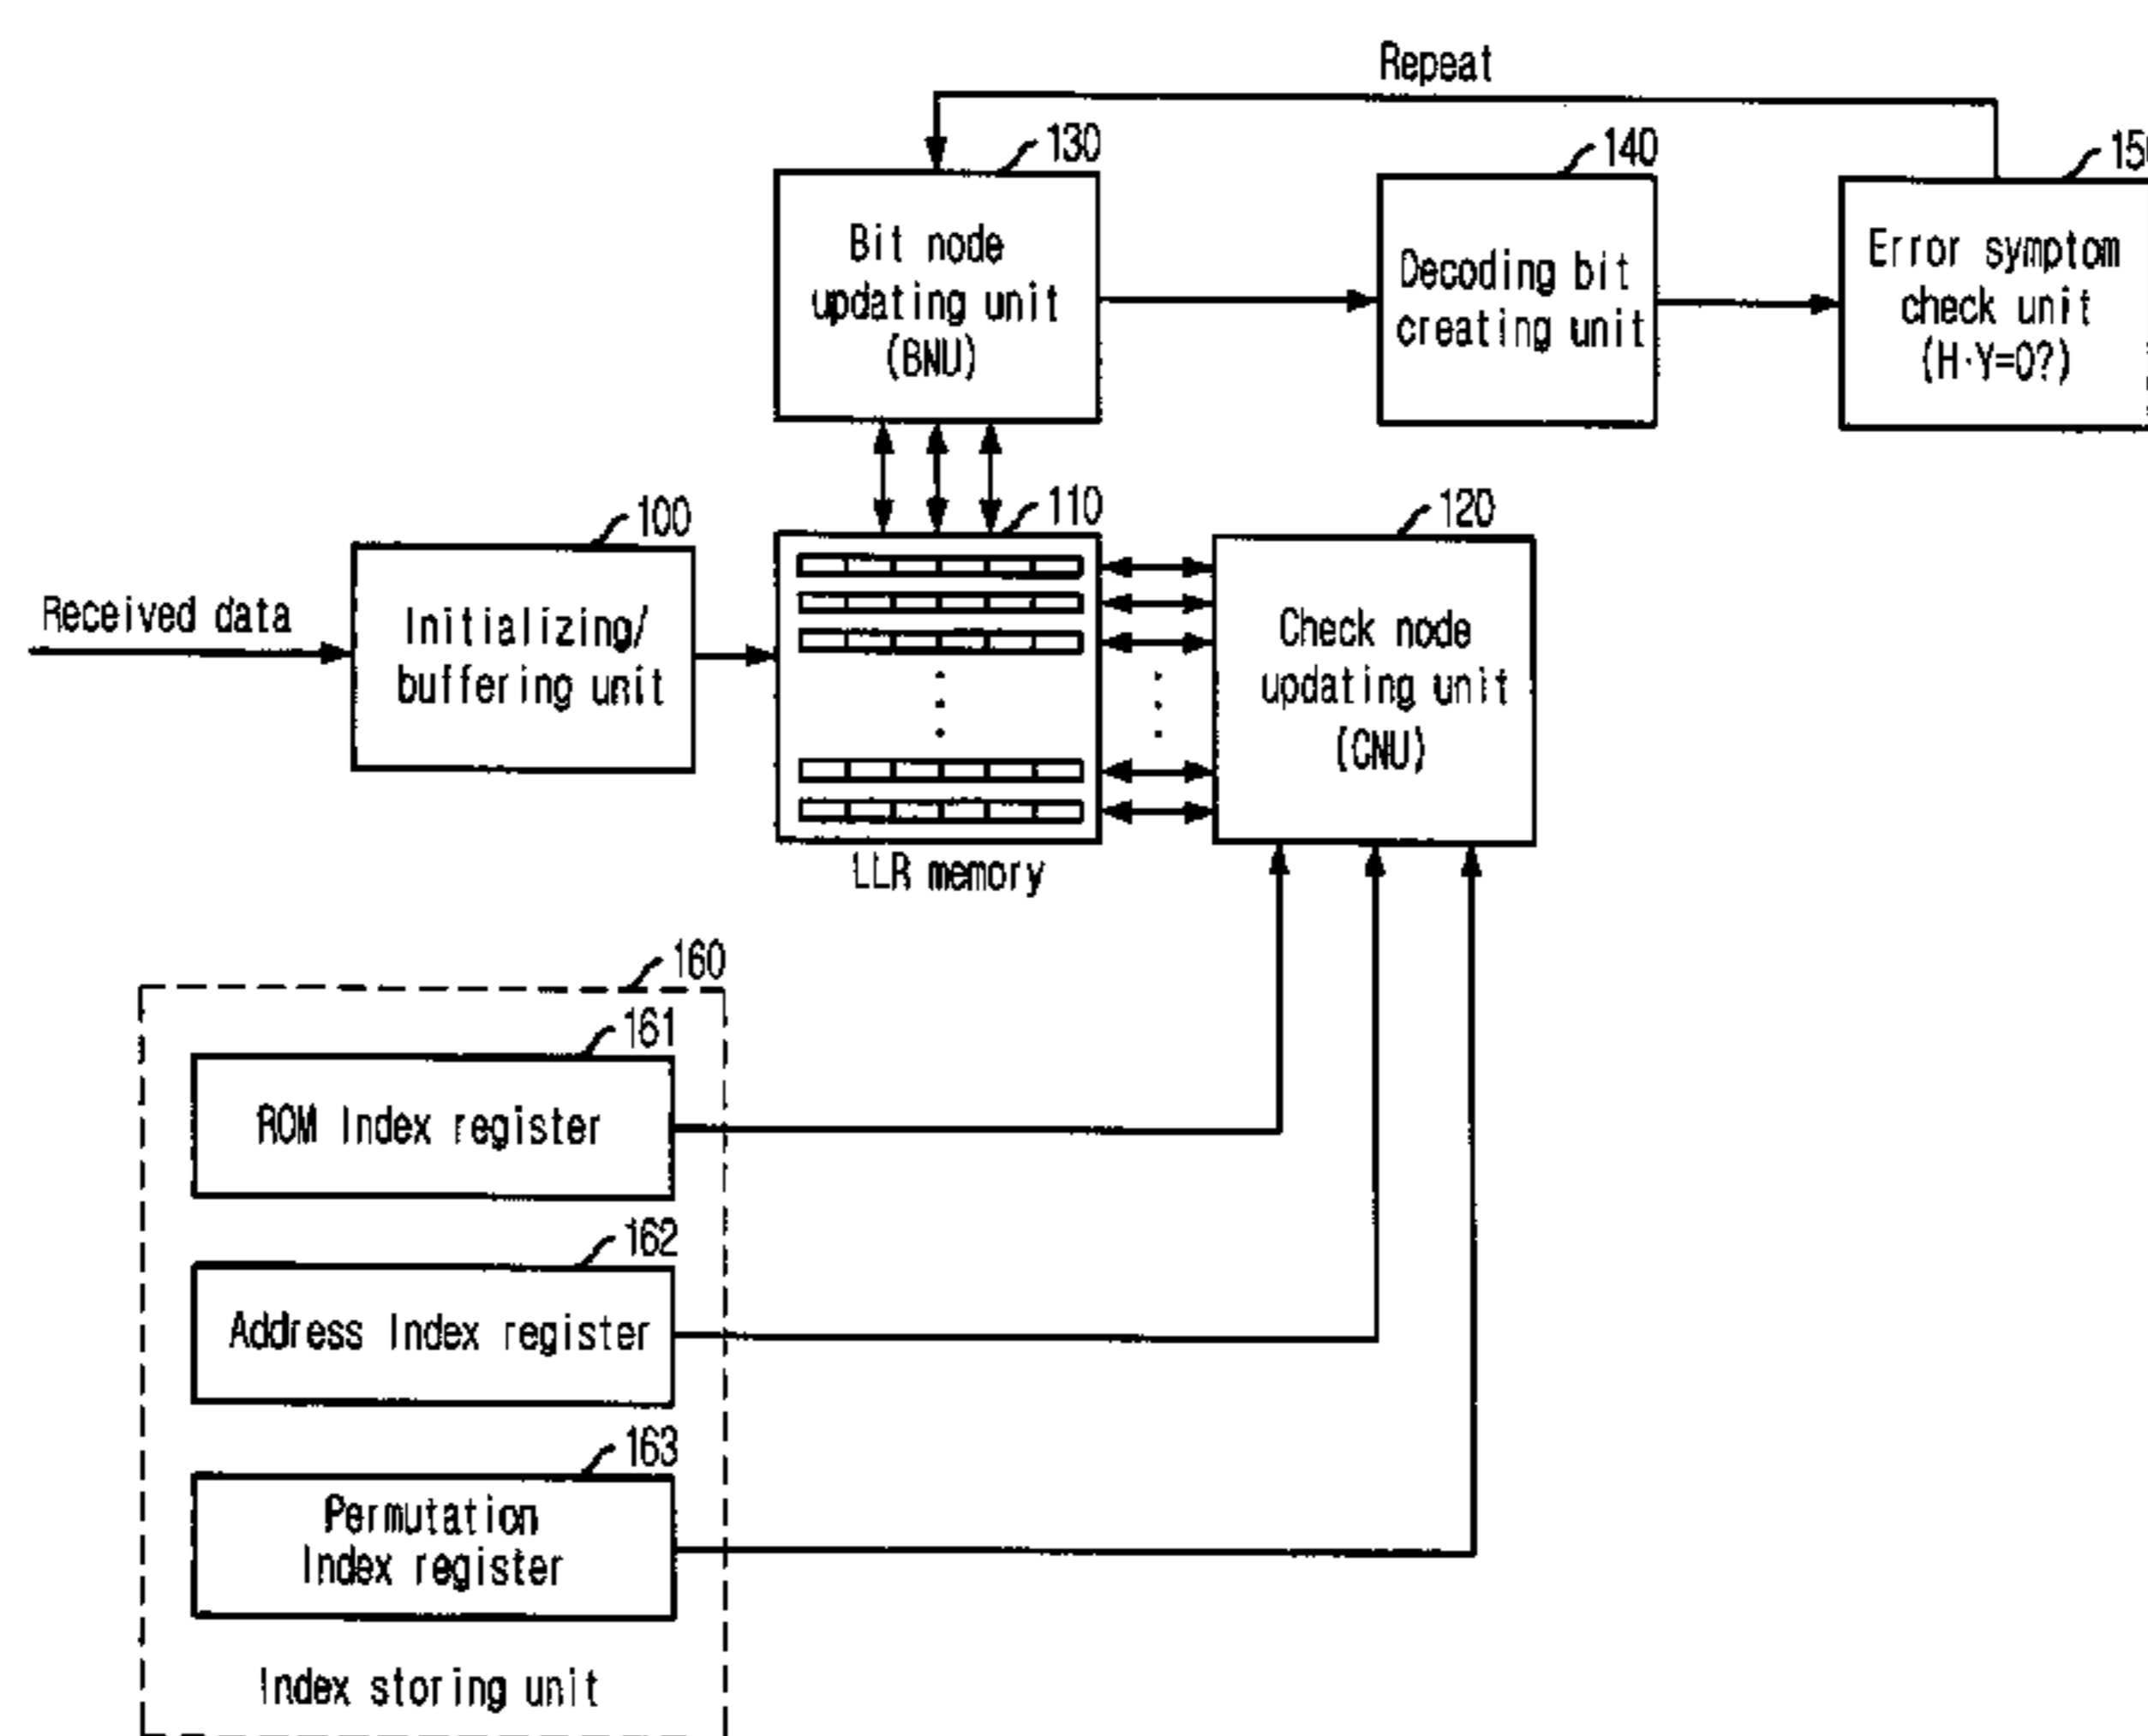 Repeat
130
140
Bit node
updating unit
(BNU)
Decoding bit
creating unit
Error symptom
check unit
(H·Y=0?)
100
110
120
Received data
Initializing/
buffering unit
LLR memory
Check node
updating unit
(CNU)
160
161
ROM Index register
162
Address Index register
163
Permutation
Index register
Index storing unit